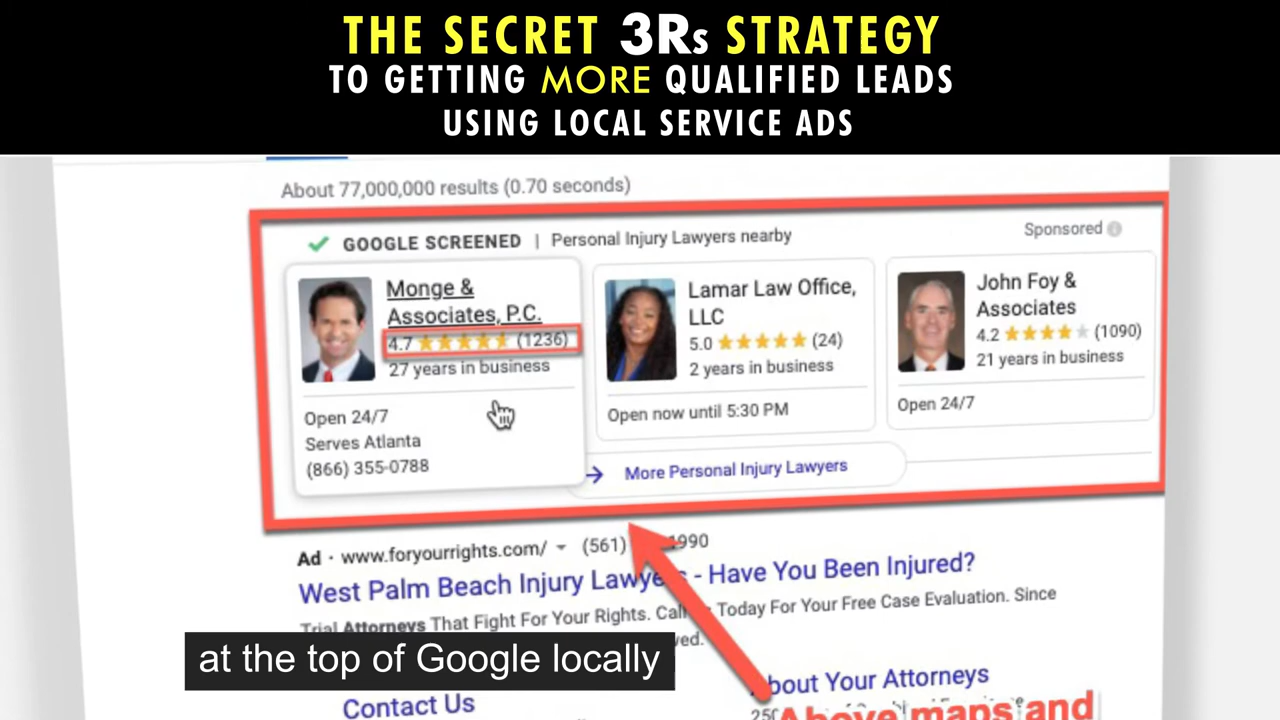 THE SECRET 3Rs STRATEGY
TO GETTING MORE QUALIFIED LEADS
USING LOCAL SERVICE ADS
About 77,000,000 results (0.70 seconds)
GOOGLE SCREENED | Personal Injury Lawyers nearby
Sponsored
Monge &
Associates, P.C.
4.7 (1236)
27 years in business
Open 24/7
Serves Atlanta
(866) 355-0788
Lamar Law Office,
LLC
5.0 (24)
2 years in business
Open now until 5:30 PM
John Foy &
Associates
4.2 (1090)
21 years in business
Open 24/7
More Personal Injury Lawyers
Ad · www.foryourrights.com/ (561) 990
West Palm Beach Injury Lawyers - Have You Been Injured?
Trial Attorneys That Fight For Your Rights. Call Today For Your Free Case Evaluation. Since
at the top of Google locally
About Your Attorneys
Contact Us
Above maps and